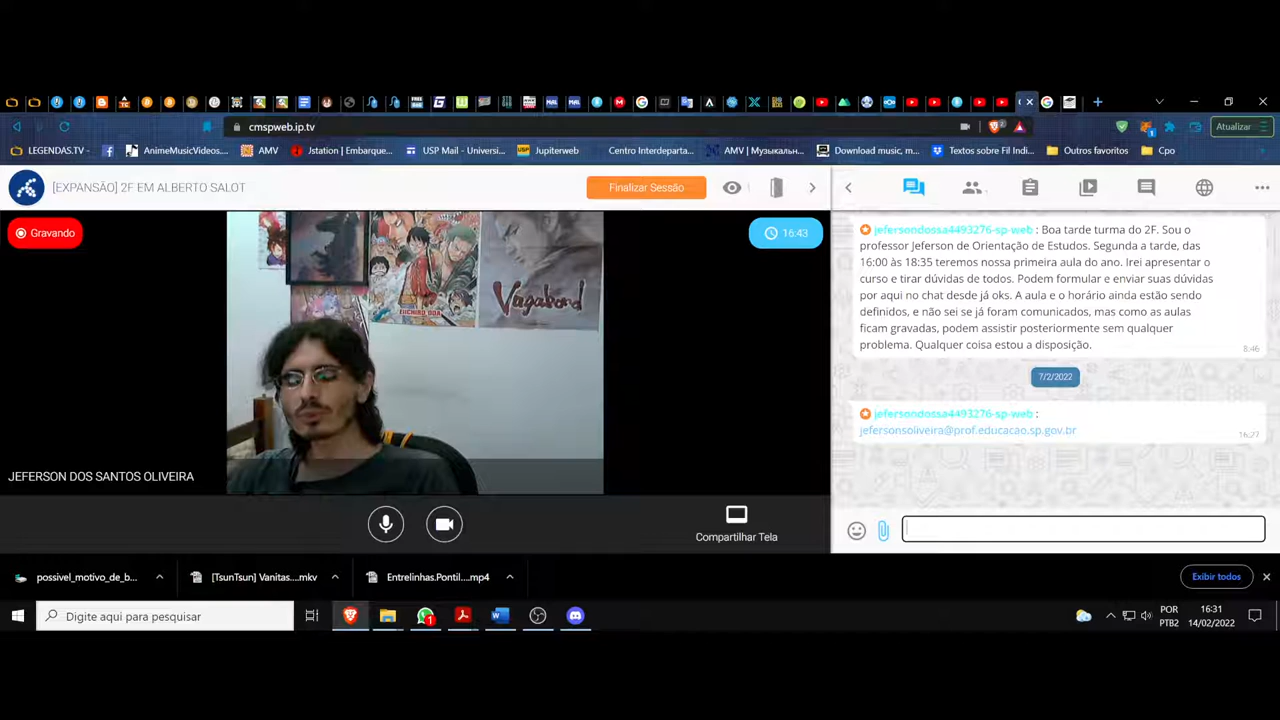 cmspweb.ip.tv
Atualizar
LEGENDAS.TV
AnimeMusicVideos...
AMV
Jstation | Embarque...
USP Mail - Universi...
Jupiterweb
Centro Interdeparta...
AMV | Музыкальн...
Download music, m...
Textos sobre Fil Indi...
Outros favoritos
Cpo
[EXPANSÃO] 2F EM ALBERTO SALOT
Finalizar Sessão
Gravando
16:43
Vagabond
EIICHIRO ODA
JEFERSON DOS SANTOS OLIVEIRA
Compartilhar Tela
jefersondossa4493276-sp-web : Boa tarde turma do 2F. Sou o
professor Jeferson de Orientação de Estudos. Segunda a tarde, das
16:00 às 18:35 teremos nossa primeira aula do ano. Irei apresentar o
curso e tirar dúvidas de todos. Podem formular e enviar suas dúvidas
por aqui no chat desde já oks. A aula e o horário ainda estão sendo
definidos, e não sei se já foram comunicados, mas como as aulas
ficam gravadas, podem assistir posteriormente sem qualquer
problema. Qualquer coisa estou a disposição.
8:46
7/2/2022
jefersondossa4493276-sp-web :
jefersonsoliveira@prof.educacao.sp.gov.br
16:27
possivel_motivo_de_b...
[TsunTsun] Vanitas....mkv
Entrelinhas.Pontil....mp4
Exibir todos
Digite aqui para pesquisar
POR
PTB2
16:31
14/02/2022